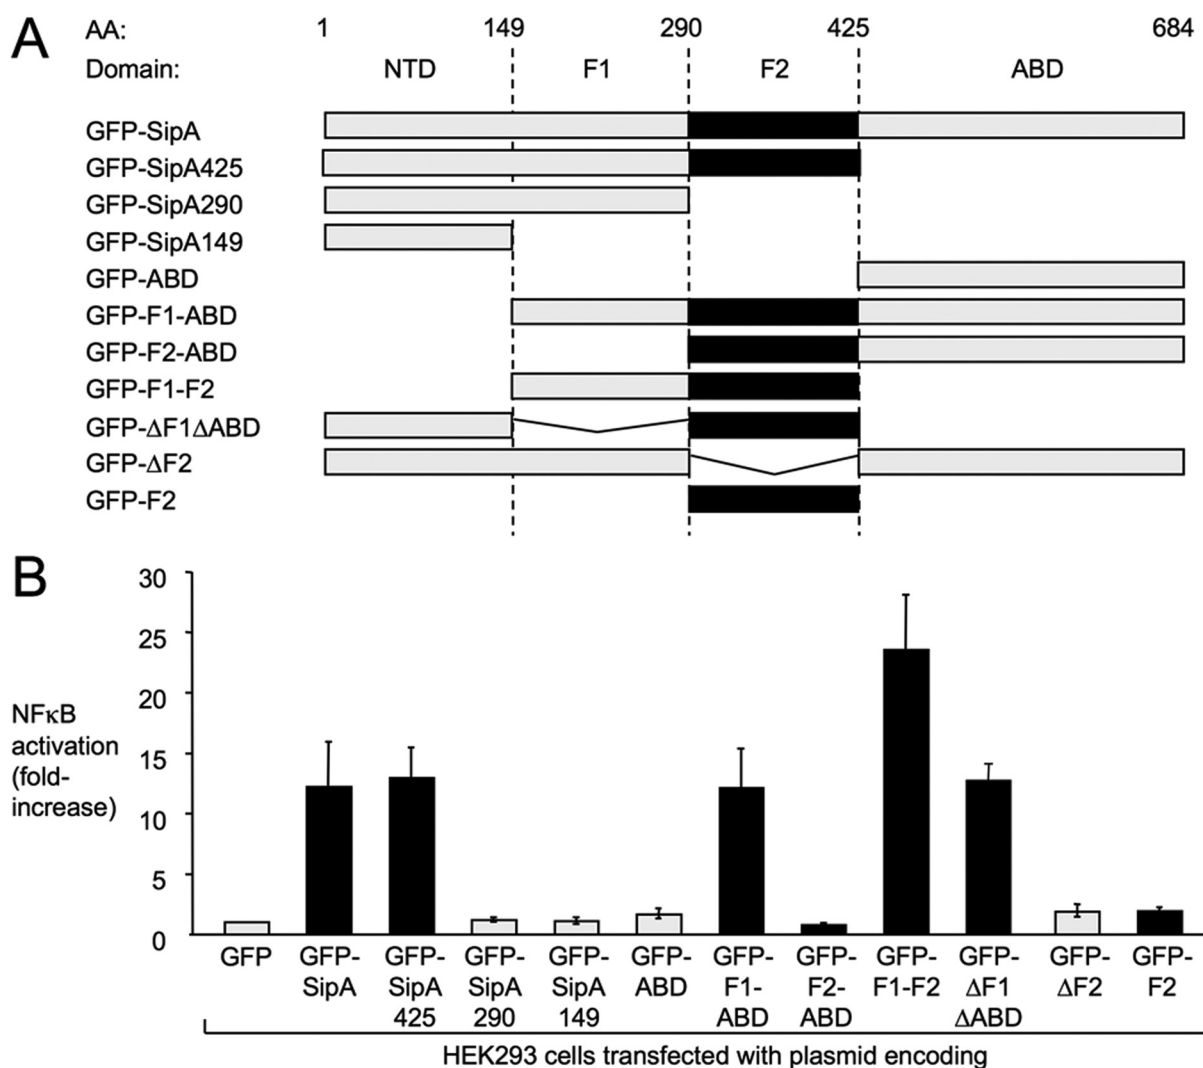 A
AA: 1 149 290 425 684
Domain: NTD F1 F2 ABD
GFP-SipA
GFP-SipA425
GFP-SipA290
GFP-SipA149
GFP-ABD
GFP-F1-ABD
GFP-F2-ABD
GFP-F1-F2
GFP-ΔF1ΔABD
GFP-ΔF2
GFP-F2
B
30
25
20
15
10
5
0
NFκB
activation
(fold-
increase)
GFP GFP- GFP- GFP- GFP- GFP- GFP- GFP- GFP- GFP- GFP- GFP-
SipA SipA SipA SipA ABD F1- F2- F1-F2 ΔF1 ΔF2 F2
425 290 149 ABD ABD ΔABD
HEK293 cells transfected with plasmid encoding